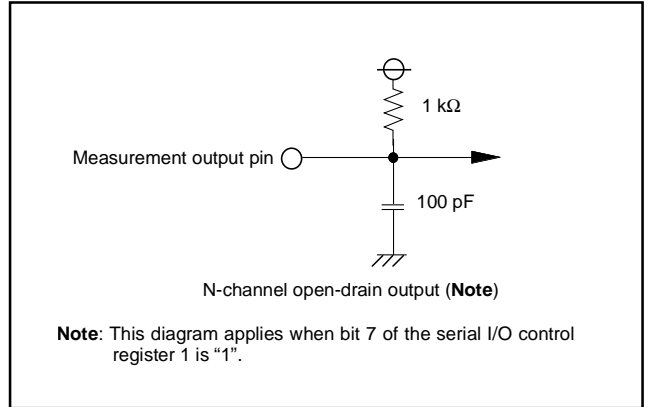 1 kΩ
Measurement output pin
100 pF
N-channel open-drain output (Note)
Note: This diagram applies when bit 7 of the serial I/O control
register 1 is “1”.